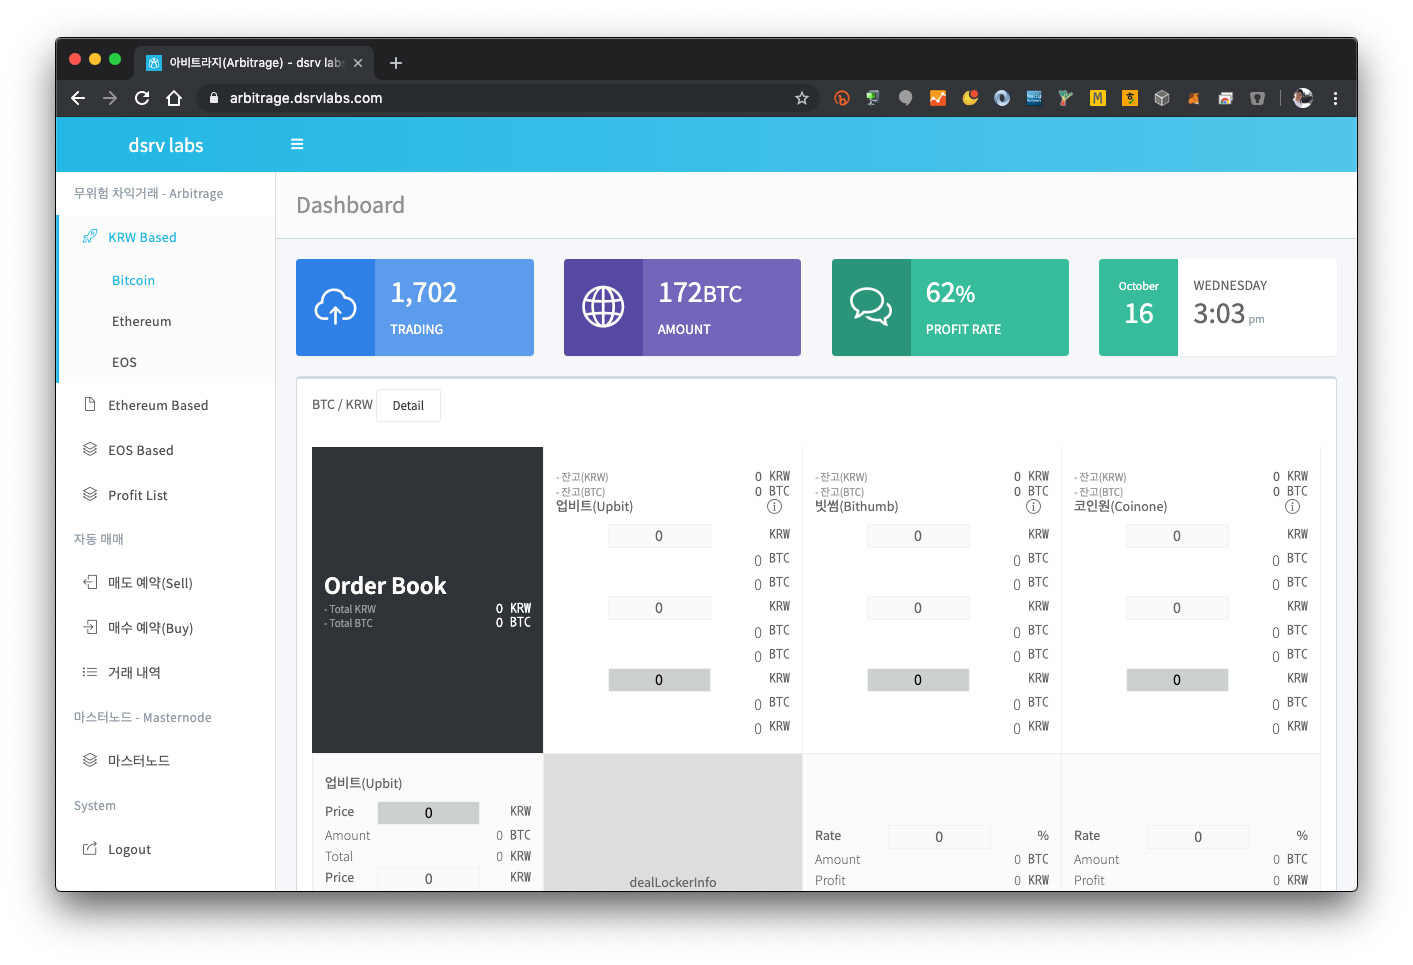 아비트라지(Arbitrage) - dsrv labs
arbitrage.dsrvlabs.com
dsrv labs
무위험 차익거래 - Arbitrage
KRW Based
Bitcoin
Ethereum
EOS
Ethereum Based
EOS Based
Profit List
자동 매매
매도 예약(Sell)
매수 예약(Buy)
거래 내역
마스터노드 - Masternode
마스터노드
System
Logout
Dashboard
1,702
TRADING
172BTC
AMOUNT
62%
PROFIT RATE
October
16
WEDNESDAY
3:03 pm
BTC / KRW Detail
Order Book
- Total KRW 0 KRW
- Total BTC 0 BTC
- 잔고(KRW) 0 KRW
- 잔고(BTC) 0 BTC
업비트(Upbit)
0 KRW
0 BTC
0 BTC
0 KRW
0 BTC
0 BTC
0 KRW
0 BTC
0 KRW
- 잔고(KRW) 0 KRW
- 잔고(BTC) 0 BTC
빗썸(Bithumb)
0 KRW
0 BTC
0 BTC
0 KRW
0 BTC
0 BTC
0 KRW
0 BTC
0 KRW
- 잔고(KRW) 0 KRW
- 잔고(BTC) 0 BTC
코인원(Coinone)
0 KRW
0 BTC
0 BTC
0 KRW
0 BTC
0 BTC
0 KRW
0 BTC
0 KRW
업비트(Upbit)
Price 0 KRW
Amount 0 BTC
Total 0 KRW
Price 0 KRW
dealLockerInfo
Rate 0 %
Amount 0 BTC
Profit 0 KRW
Rate 0 %
Amount 0 BTC
Profit 0 KRW